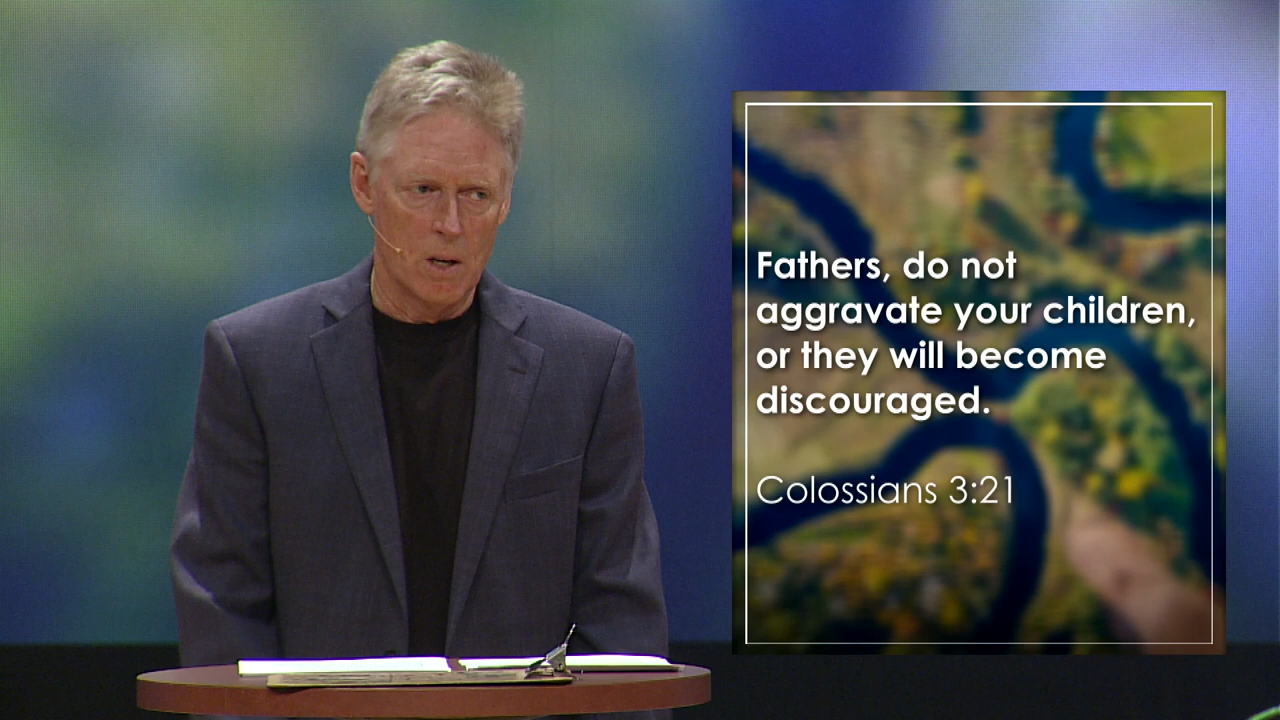 Fathers, do not
aggravate your children,
or they will become
discouraged.
Colossians 3:21